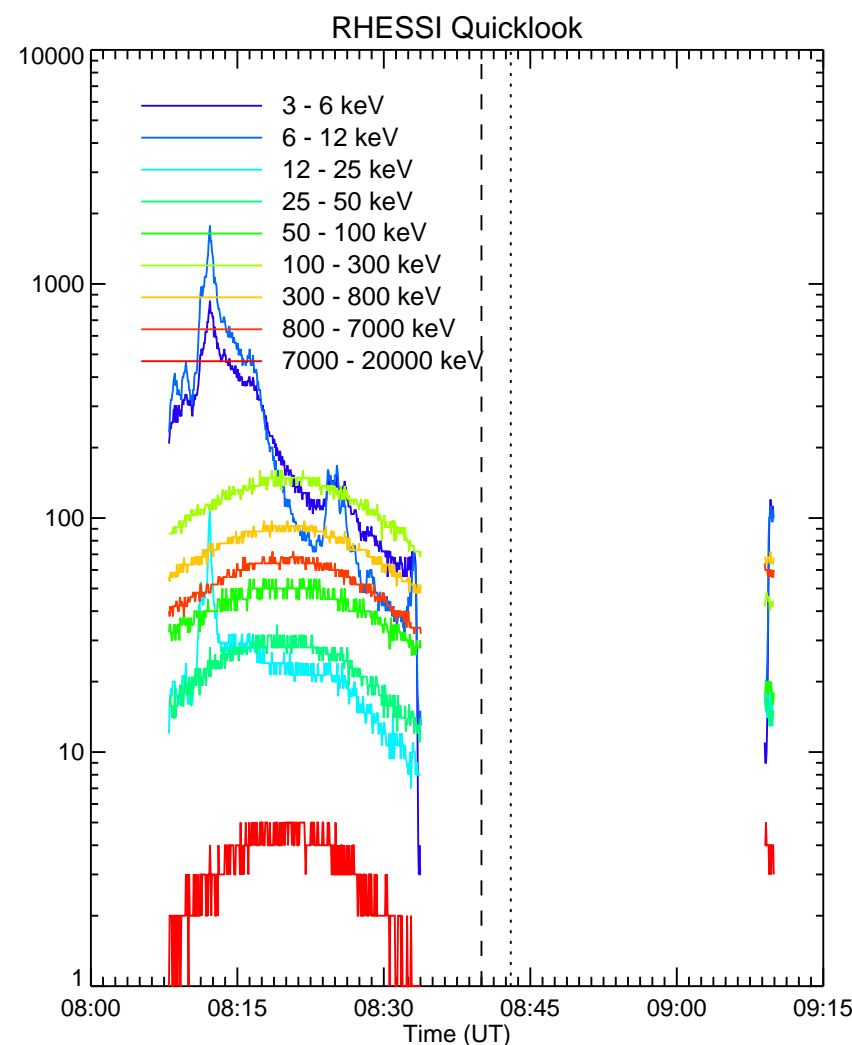 RHESSI Quicklook
10000
3 - 6 keV
6 - 12 keV
12 - 25 keV
25 - 50 keV
50 - 100 keV
100 - 300 keV
300 - 800 keV
800 - 7000 keV
7000 - 20000 keV
1000
100
10
1
08:00 08:15 08:30 08:45 09:00 09:15
Time (UT)